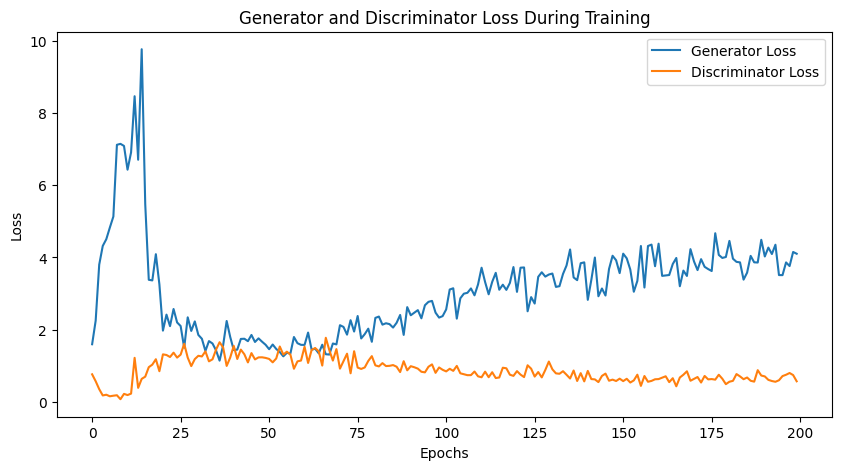 Generator and Discriminator Loss During Training
Generator Loss
Discriminator Loss
Loss
10
8
6
4
2
0
0 25 50 75 100 125 150 175 200
Epochs